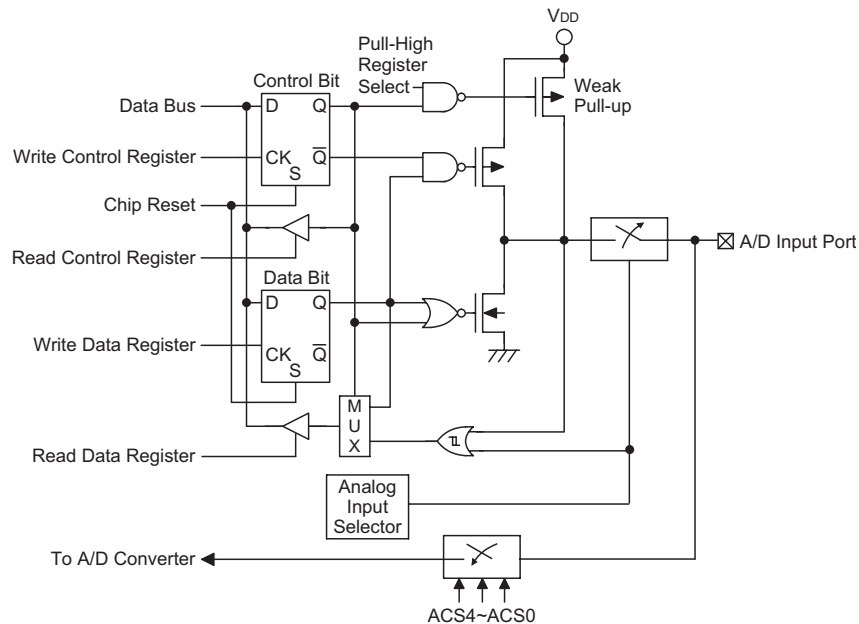 VDD
Pull-High
Register
Select
Weak
Pull-up
Control Bit
Data Bus
D
Q
Write Control Register
CK
Q
S
Chip Reset
Read Control Register
A/D Input Port
Data Bit
D
Q
Write Data Register
CK
Q
S
M
U
X
Read Data Register
Analog
Input
Selector
To A/D Converter
ACS4~ACS0